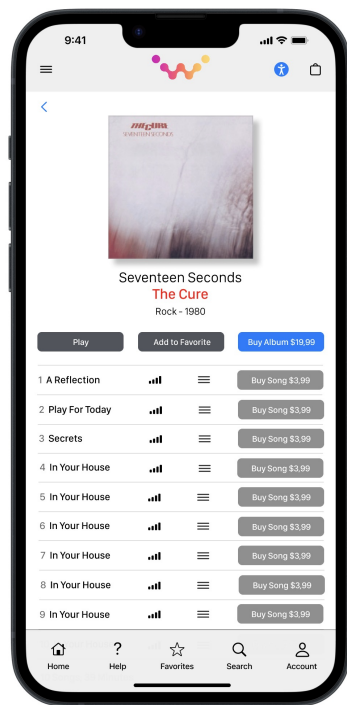 9:41
THE CURE
SEVENTEEN SECONDS
Seventeen Seconds
The Cure
Rock - 1980
Play Add to Favorite Buy Album $19,99
1 A Reflection Buy Song $3,99
2 Play For Today Buy Song $3,99
3 Secrets Buy Song $3,99
4 In Your House Buy Song $3,99
5 In Your House Buy Song $3,99
6 In Your House Buy Song $3,99
7 In Your House Buy Song $3,99
8 In Your House Buy Song $3,99
9 In Your House Buy Song $3,99
Home Help Favorites Search Account